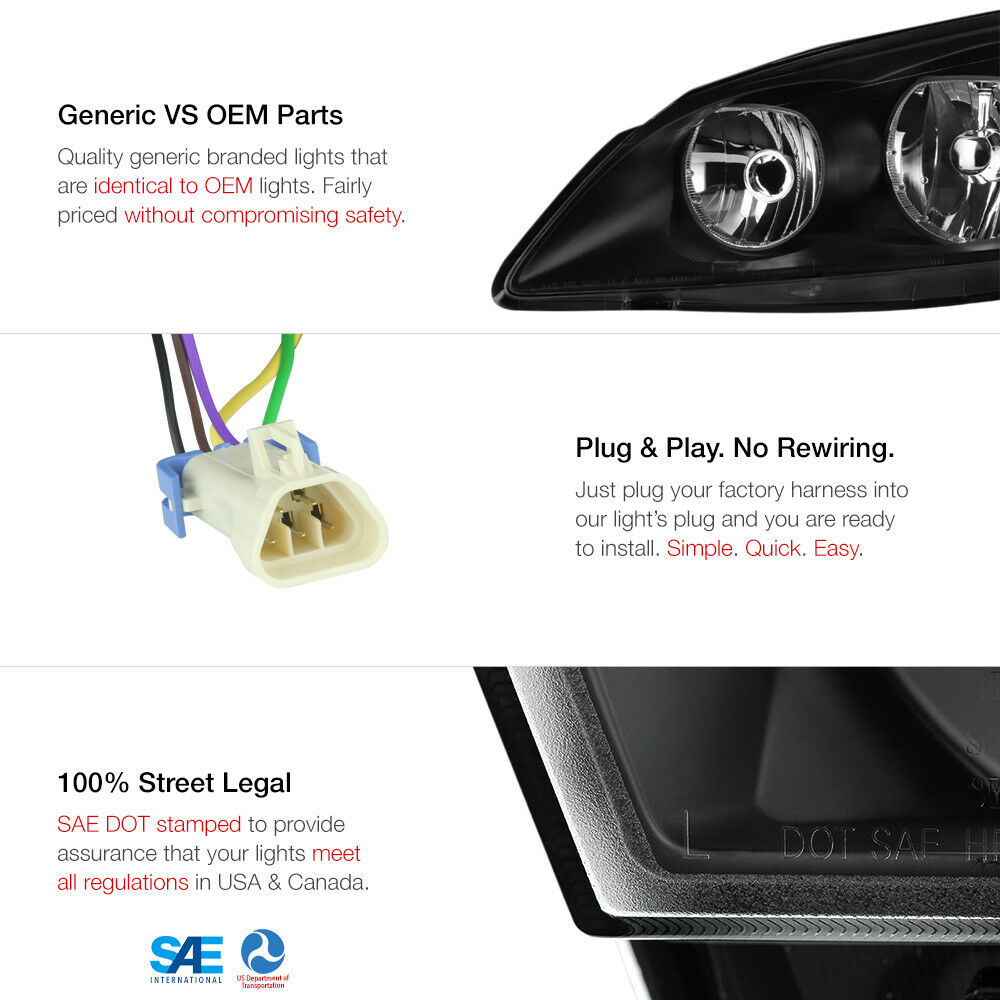 Generic VS OEM Parts
Quality generic branded lights that
are identical to OEM lights. Fairly
priced without compromising safety.
Plug & Play. No Rewiring.
Just plug your factory harness into
our light's plug and you are ready
to install. Simple. Quick. Easy.
100% Street Legal
SAE DOT stamped to provide
assurance that your lights meet
all regulations in USA & Canada.
L DOT SAE
SAE
INTERNATIONAL
US Department of
Transportation